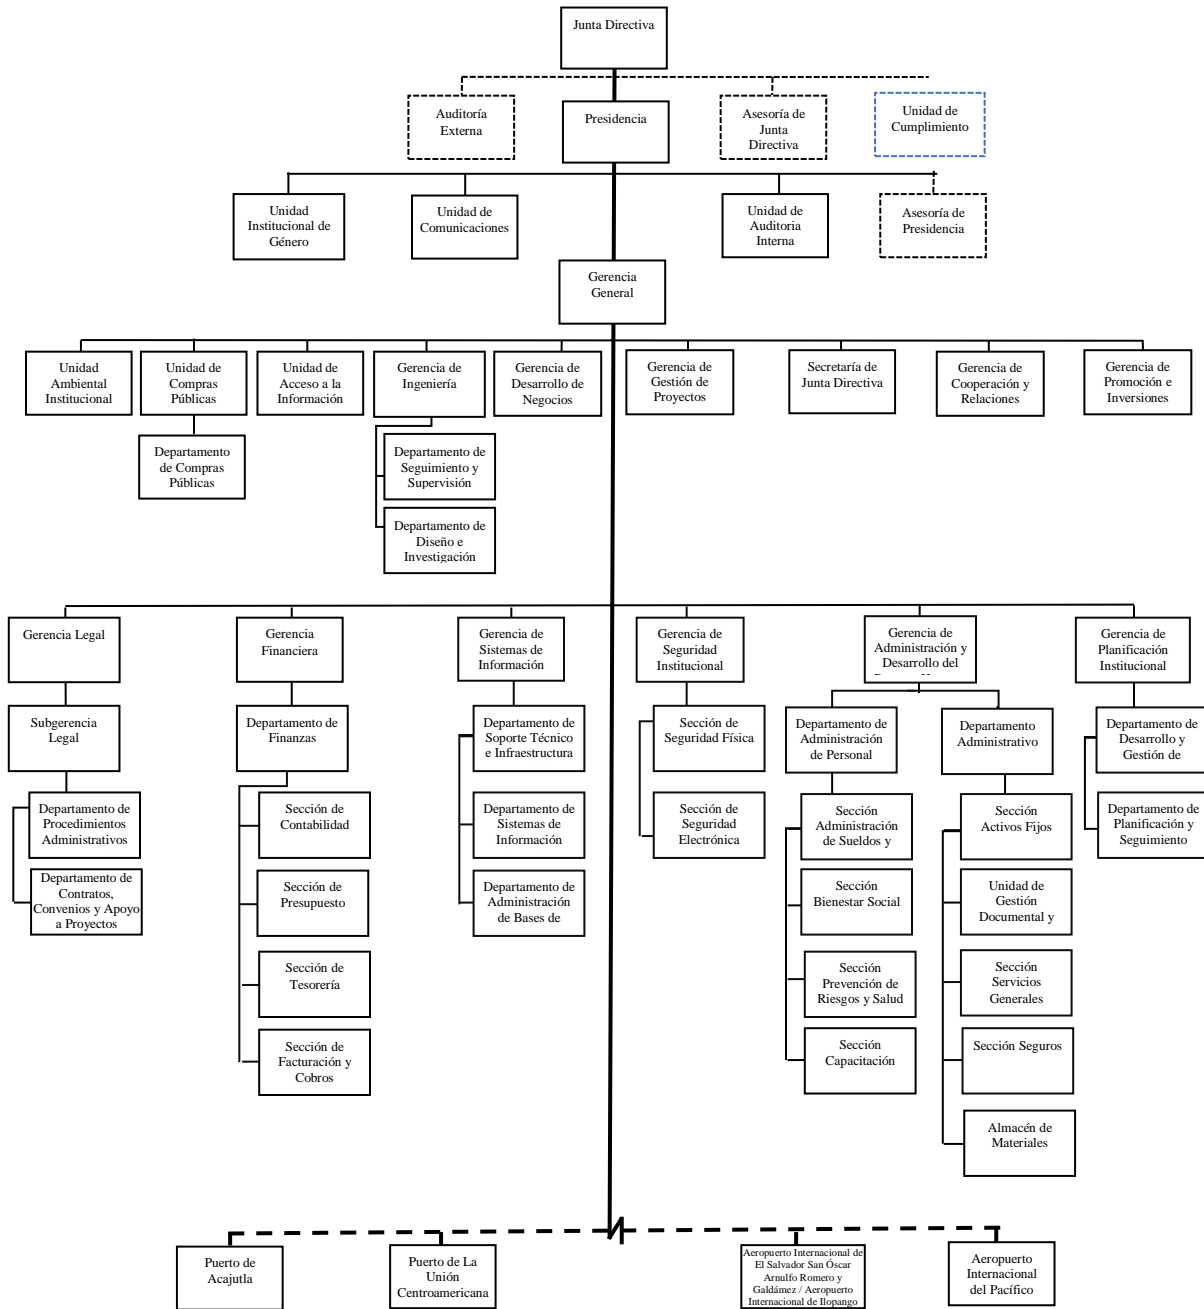 Junta Directiva
Auditoría
Externa
Presidencia
Asesoría de
Junta
Directiva
Unidad de
Cumplimiento
Unidad
Institucional de
Género
Unidad de
Comunicaciones
Unidad de
Auditoria
Interna
Asesoría de
Presidencia
Gerencia
General
Unidad
Ambiental
Institucional
Unidad de
Compras
Públicas
Unidad de
Acceso a la
Información
Gerencia de
Ingeniería
Gerencia de
Desarrollo de
Negocios
Gerencia de
Gestión de
Proyectos
Secretaría de
Junta Directiva
Gerencia de
Cooperación y
Relaciones
Gerencia de
Promoción e
Inversiones
Departamento
de Compras
Públicas
Departamento de
Seguimiento y
Supervisión
Departamento de
Diseño e
Investigación
Gerencia Legal
Gerencia
Financiera
Gerencia de
Sistemas de
Información
Gerencia de
Seguridad
Institucional
Gerencia de
Administración y
Desarrollo del
Gerencia de
Planificación
Institucional
Subgerencia
Legal
Departamento de
Finanzas
Departamento de
Soporte Técnico
e Infraestructura
Sección de
Seguridad Física
Departamento de
Administración
de Personal
Departamento
Administrativo
Departamento de
Desarrollo y
Gestión de
Departamento de
Procedimientos
Administrativos
Sección de
Contabilidad
Departamento de
Sistemas de
Información
Sección de
Seguridad
Electrónica
Sección
Administración
de Sueldos y
Sección
Activos Fijos
Departamento de
Planificación y
Seguimiento
Departamento de
Contratos,
Convenios y Apoyo
a Proyectos
Sección de
Presupuesto
Departamento de
Administración
de Bases de
Sección
Bienestar Social
Unidad de
Gestión
Documental y
Sección de
Tesorería
Sección
Prevención de
Riesgos y Salud
Sección
Servicios
Generales
Sección de
Facturación y
Cobros
Sección
Capacitación
Sección Seguros
Almacén de
Materiales
Puerto de
Acajutla
Puerto de La
Unión
Centroamericana
Aeropuerto Internacional de
El Salvador San Óscar
Arnulfo Romero y
Galdámez / Aeropuerto
Internacional de Ilopango
Aeropuerto
Internacional
del Pacífico